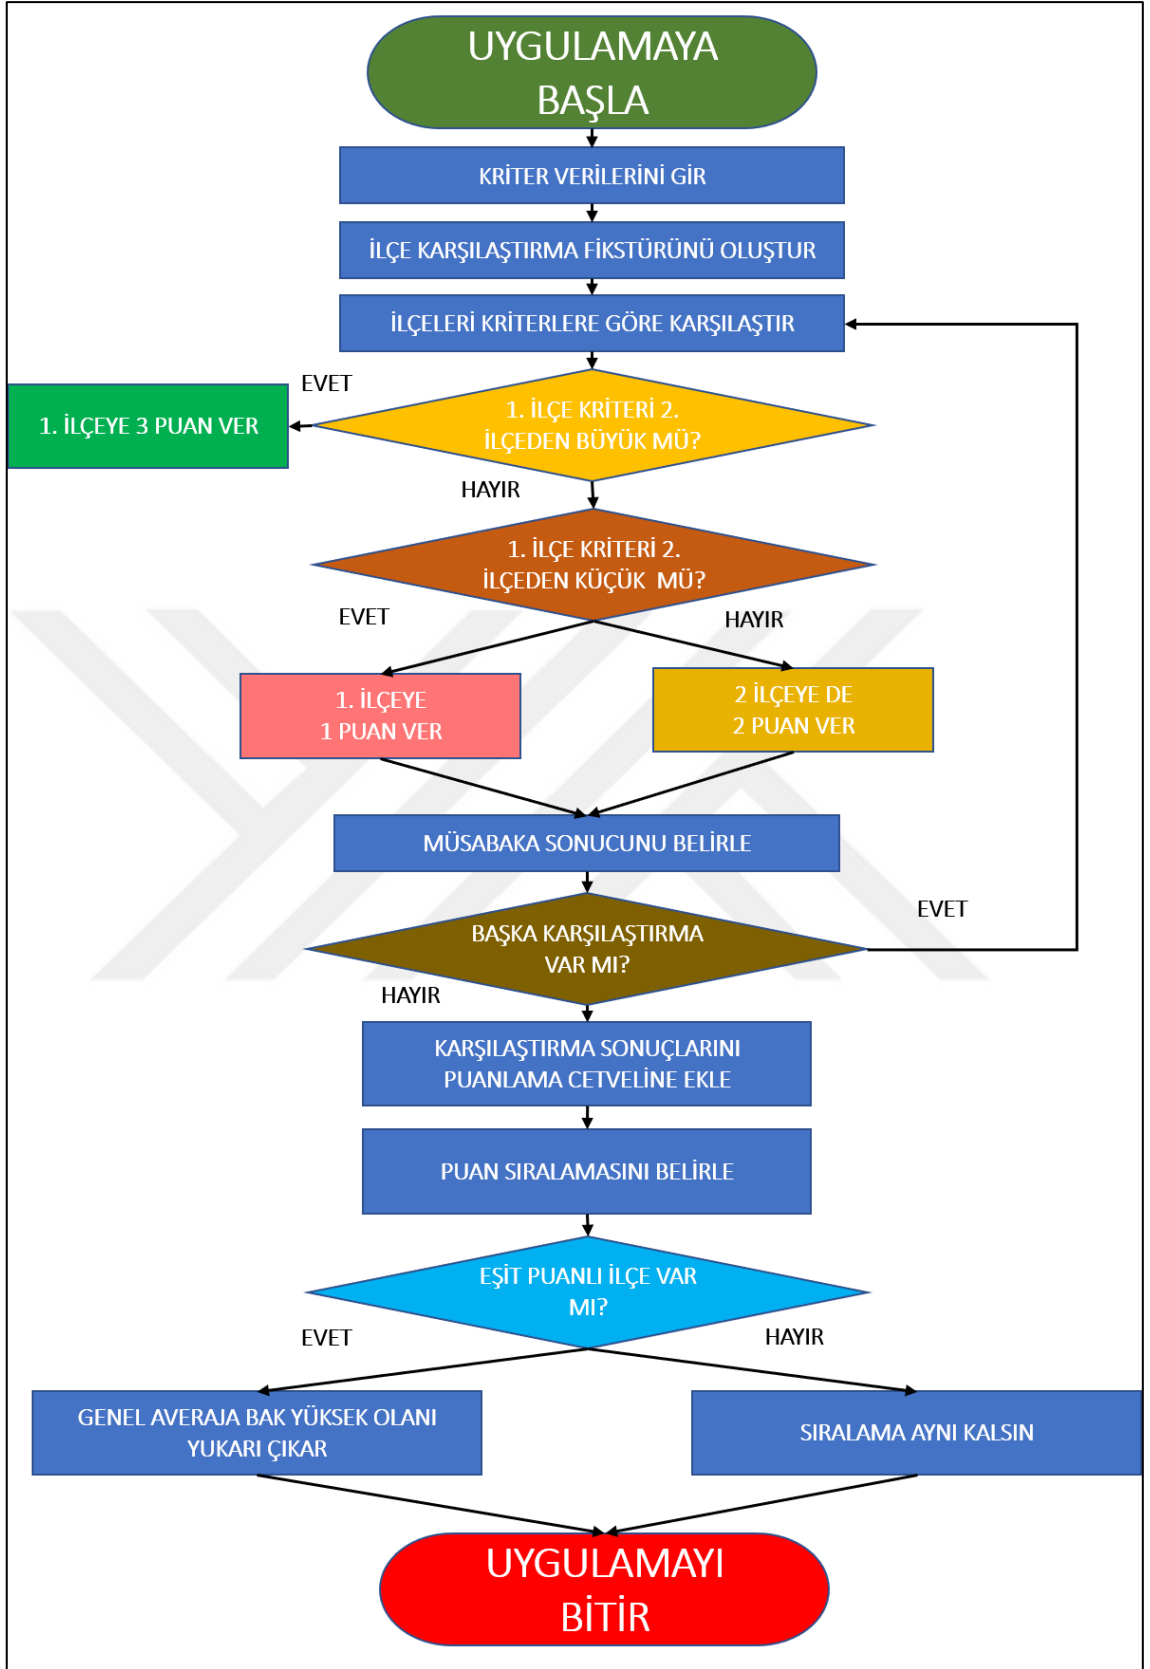 UYGULAMAYA
BAŞLA
KRİTER VERİLERİNİ GİR
İLÇE KARŞILAŞTIRMA FİKSTÜRÜNÜ OLUŞTUR
İLÇELERİ KRİTERLERE GÖRE KARŞILAŞTIR
EVET
1. İLÇEYE 3 PUAN VER
1. İLÇE KRİTERİ 2.
İLÇEDEN BÜYÜK MÜ?
HAYIR
1. İLÇE KRİTERİ 2.
İLÇEDEN KÜÇÜK  MÜ?
EVET
HAYIR
1. İLÇEYE
1 PUAN VER
2 İLÇEYE DE
2 PUAN VER
MÜSABAKA SONUCUNU BELİRLE
EVET
BAŞKA KARŞILAŞTIRMA
VAR MI?
HAYIR
KARŞILAŞTIRMA SONUÇLARINI
PUANLAMA CETVELİNE EKLE
PUAN SIRALAMASINI BELİRLE
EŞİT PUANLI İLÇE VAR
MI?
EVET
HAYIR
GENEL AVERAJA BAK YÜKSEK OLANI
YUKARI ÇIKAR
SIRALAMA AYNI KALSIN
UYGULAMAYI
BİTİR